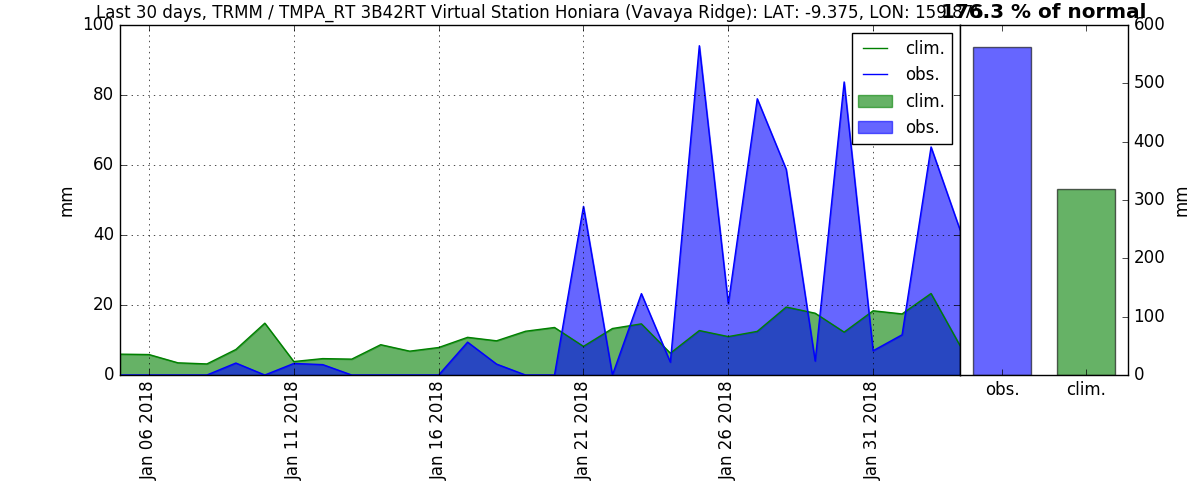 Last 30 days, TRMM / TMPA_RT 3B42RT Virtual Station Honiara (Vavaya Ridge): LAT: -9.375, LON:
176.3 % of normal
100
80
60
40
20
0
mm
clim.
obs.
clim.
obs.
Jan 06 2018
Jan 11 2018
Jan 16 2018
Jan 21 2018
Jan 26 2018
Jan 31 2018
600
500
400
300
200
100
0
mm
obs.
clim.